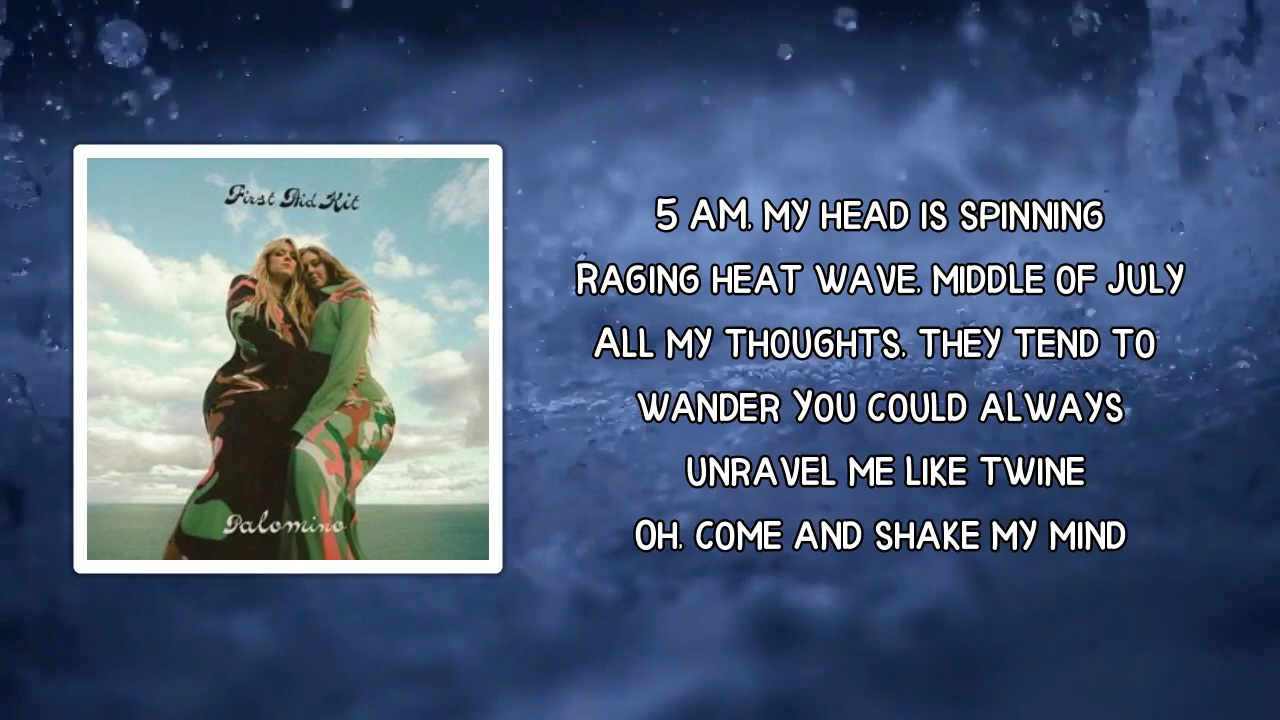 First Aid Kit
Palomino
5 AM, MY HEAD IS SPINNING
RAGING HEAT WAVE, MIDDLE OF JULY
ALL MY THOUGHTS, THEY TEND TO
WANDER YOU COULD ALWAYS
UNRAVEL ME LIKE TWINE
OH, COME AND SHAKE MY MIND